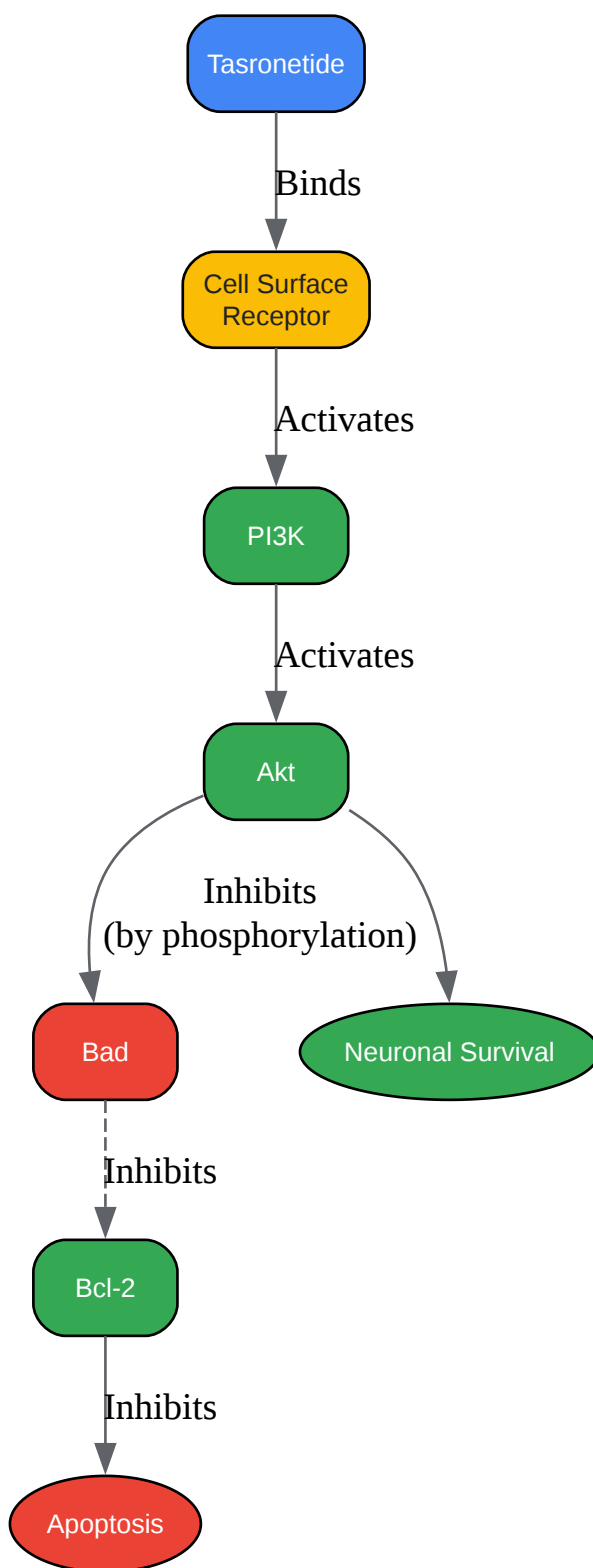 Tasronetide
Binds
Cell Surface
Receptor
Activates
PI3K
Activates
Akt
Inhibits
(by phosphorylation)
Bad
Neuronal Survival
Inhibits
Bcl-2
Inhibits
Apoptosis